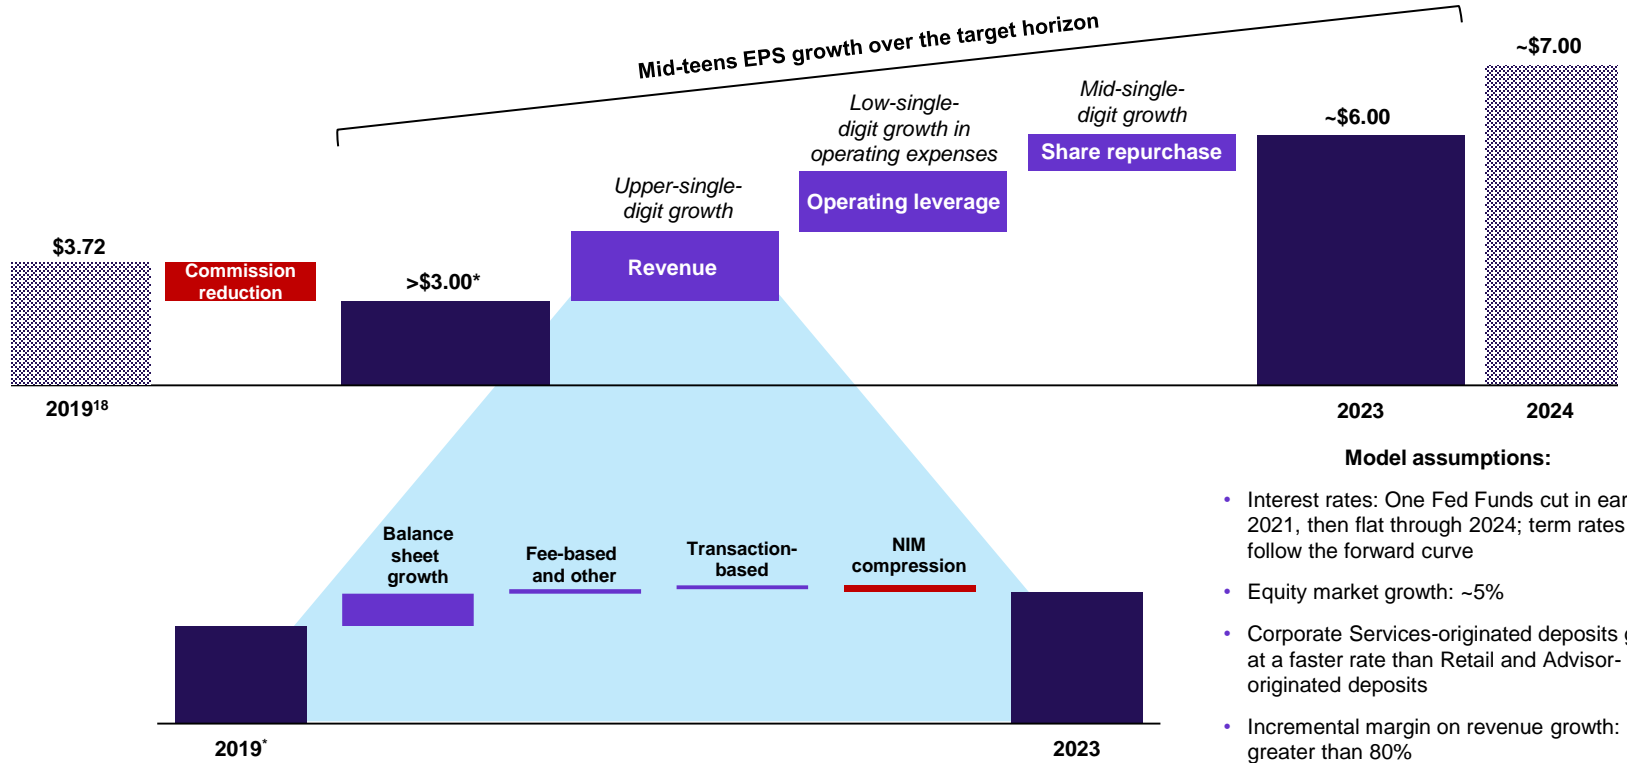 Mid-teens EPS growth over the target horizon
~$7.00
Low-single-
digit growth in
operating expenses
Mid-single-
digit growth
~$6.00
Share repurchase
Upper-single-
digit growth
Operating leverage
$3.72
Commission
reduction
>$3.00*
Revenue
2019¹⁸
2023
2024
Model assumptions:
• Interest rates: One Fed Funds cut in
2021, then flat through 2024; term rates
follow the forward curve
• Equity market growth: ~5%
• Corporate Services-originated deposits
at a faster rate than Retail and Advisor-
originated deposits
• Incremental margin on revenue growth:
greater than 80%
Balance
sheet
growth
Fee-based
and other
Transaction-
based
NIM
compression
2019*
2023